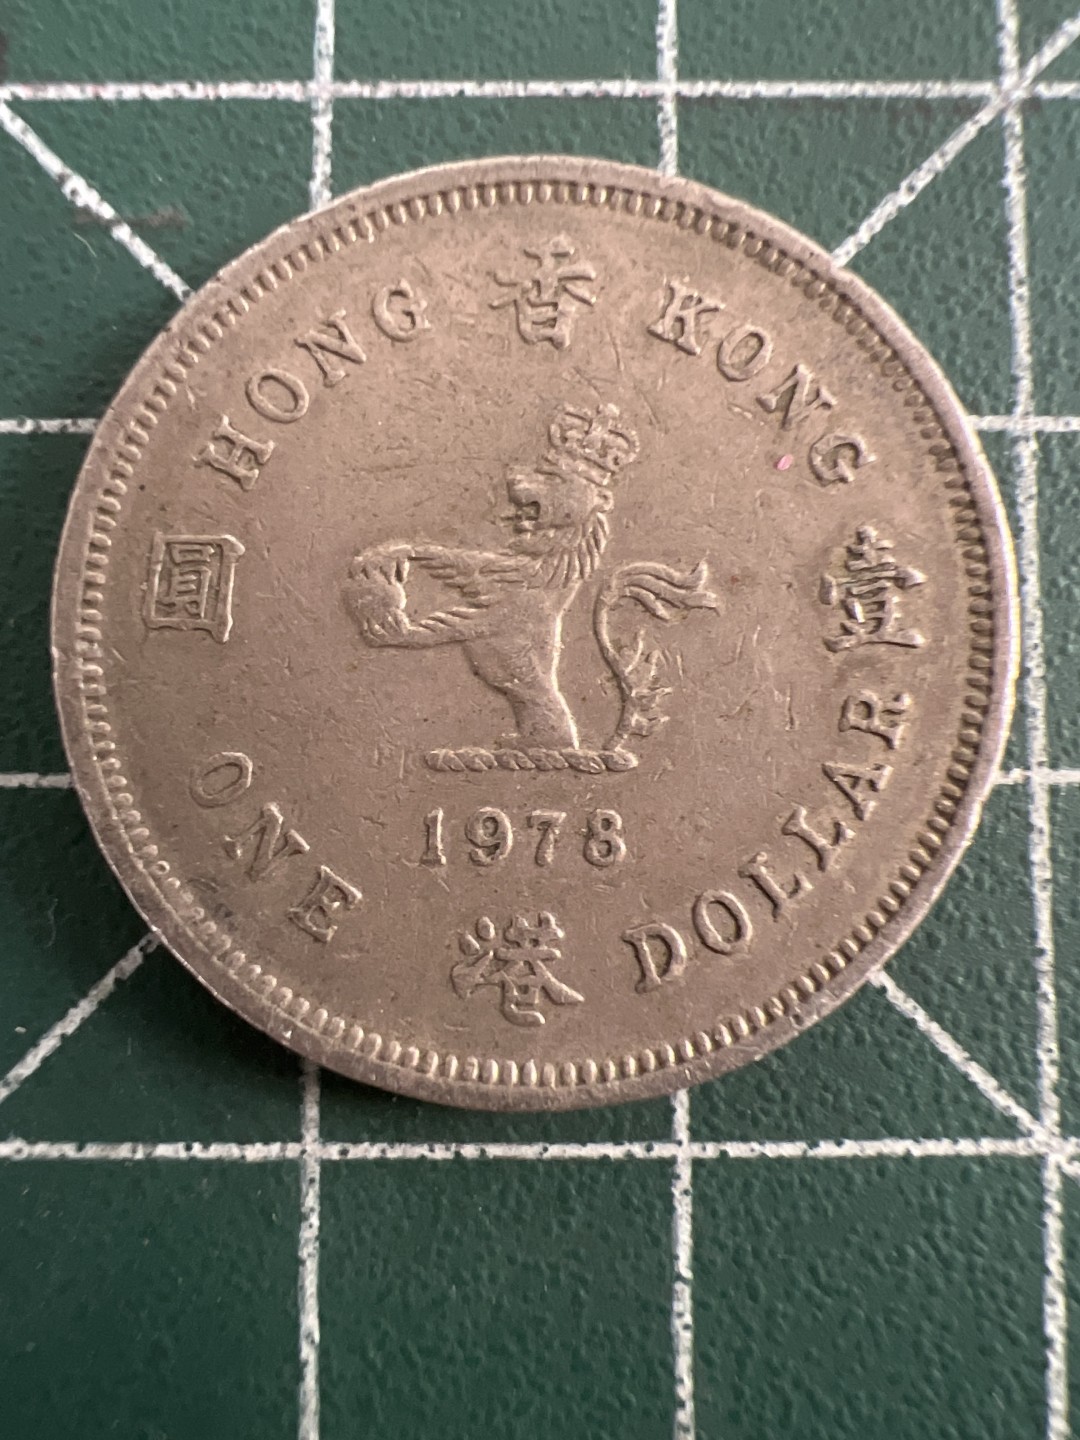 HONG KONG
香港
壹圓
1978
ONE DOLLAR